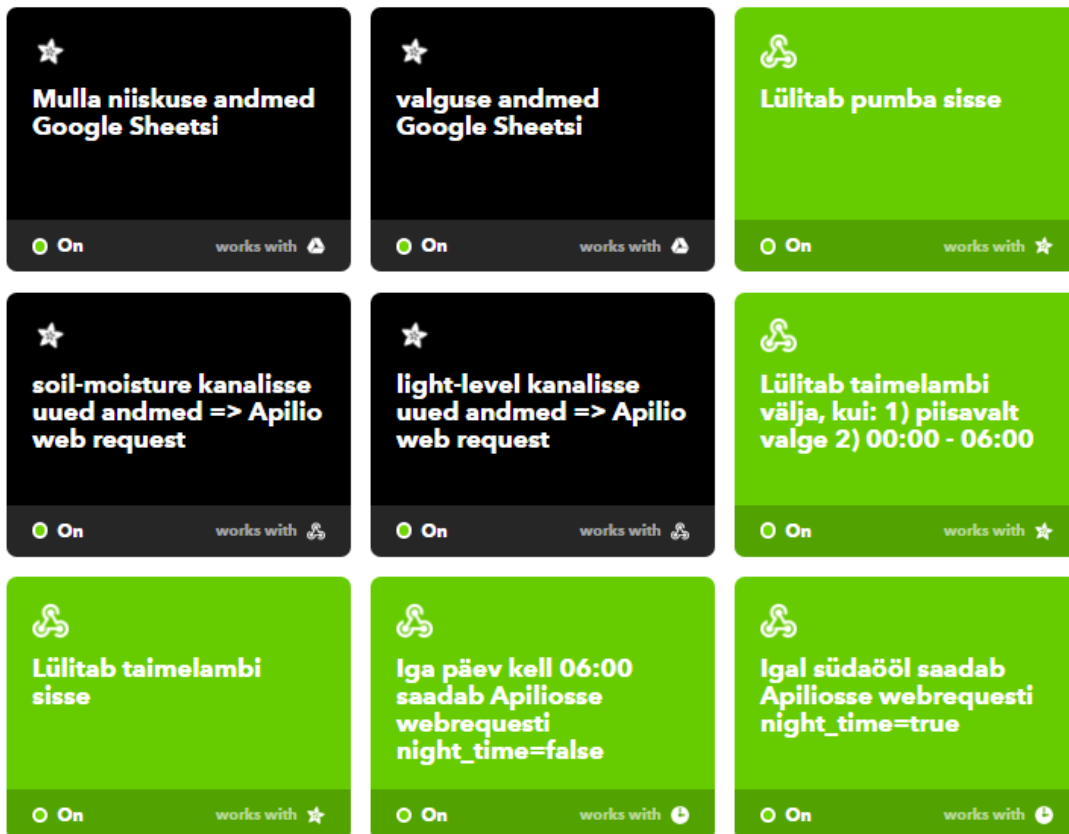 Mulla niiskuse andmed
Google Sheetsi
On
works with
valguse andmed
Google Sheetsi
On
works with
Lülitab pumba sisse
On
works with
soil-moisture kanalisse
uued andmed => Apilio
web request
On
works with
light-level kanalisse
uued andmed => Apilio
web request
On
works with
Lülitab taimelambi
välja, kui: 1) piisavalt
valge 2) 00:00 - 06:00
On
works with
Lülitab taimelambi
sisse
On
works with
Iga päev kell 06:00
saadab Apiliosse
webrequesti
night_time=false
On
works with
Igal südaööl saadab
Apiliosse webrequesti
night_time=true
On
works with